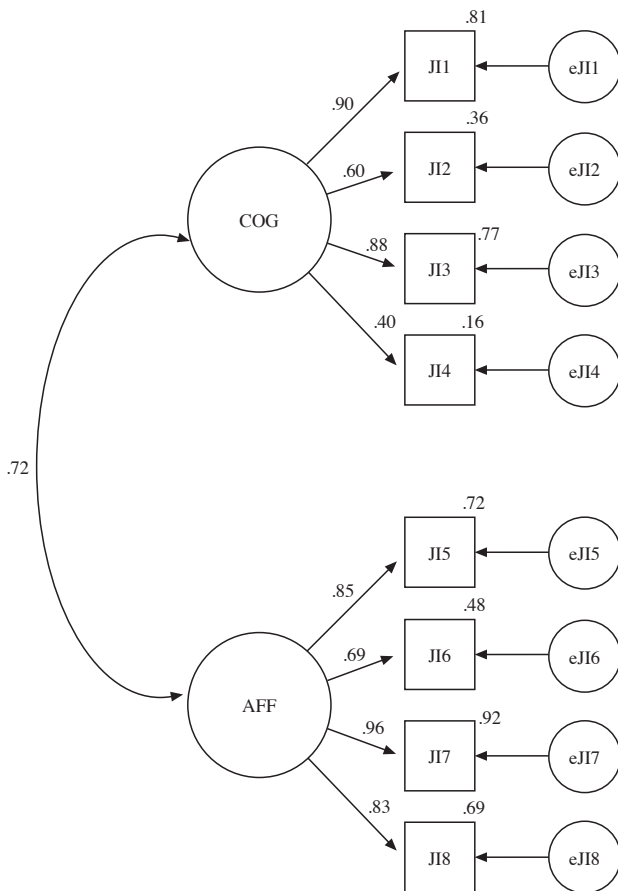 .81
JI1
eJI1
.90
.36
JI2
eJI2
.60
COG
.88
.77
JI3
eJI3
.40
.16
JI4
eJI4
.72
.72
JI5
eJI5
.85
.48
JI6
eJI6
.69
AFF
.96
.92
JI7
eJI7
.83
.69
JI8
eJI8